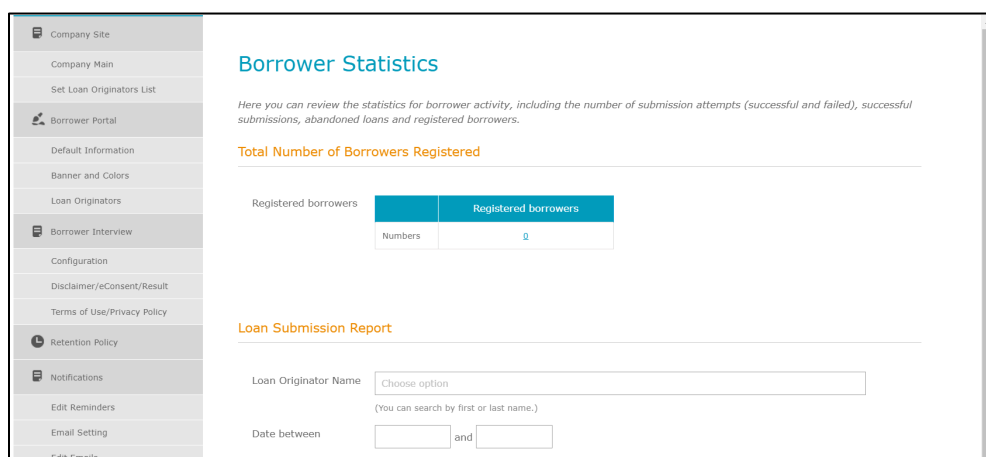 Company Site
Company Main
Set Loan Originators List
Borrower Portal
Default Information
Banner and Colors
Loan Originators
Borrower Interview
Configuration
Disclaimer/eConsent/Result
Terms of Use/Privacy Policy
Retention Policy
Notifications
Edit Reminders
Email Setting
Edit Emails
Borrower Statistics
Here you can review the statistics for borrower activity, including the number of submission attempts (successful and failed), successful
submissions, abandoned loans and registered borrowers.
Total Number of Borrowers Registered
Registered borrowers
Registered borrowers
Numbers 0
Loan Submission Report
Loan Originator Name Choose option
(You can search by first or last name.)
Date between and